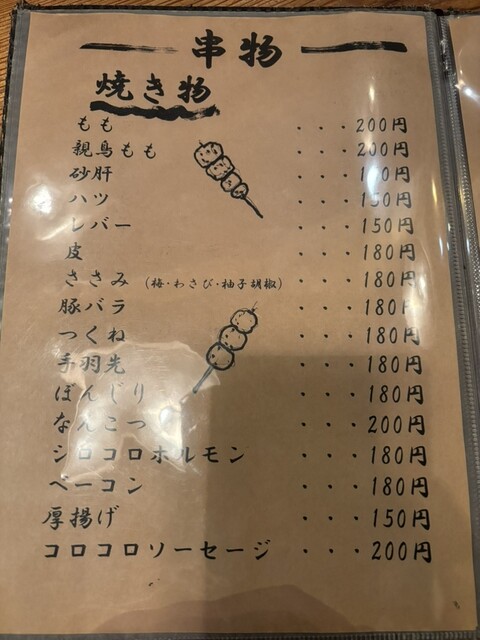 串物
焼き物
もも ・・・200円
親鳥もも ・・・200円
砂肝 ・・・180円
ハツ ・・・150円
レバー ・・・150円
皮 ・・・180円
ささみ (梅・わさび・柚子胡椒) ・・・180円
豚バラ ・・・180円
つくね ・・・180円
手羽先 ・・・180円
ぼんじり ・・・180円
なんこつ ・・・200円
シロコロホルモン ・・・180円
ベーコン ・・・180円
厚揚げ ・・・150円
コロコロソーセージ ・・・200円